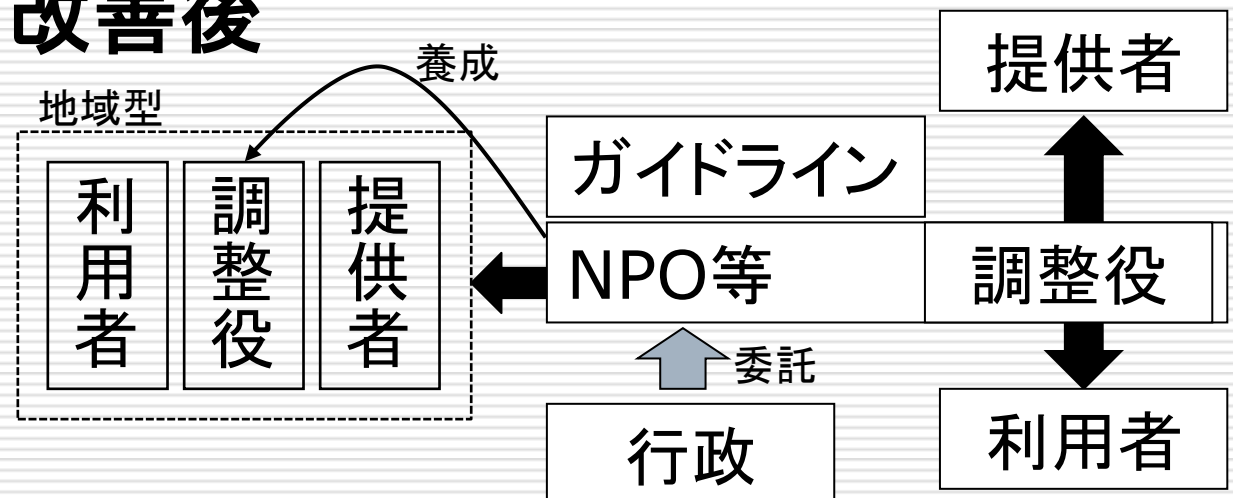 改善後
養成
地域型
利用者
調整役
提供者
ガイドライン
NPO等
調整役
提供者
利用者
委託
行政